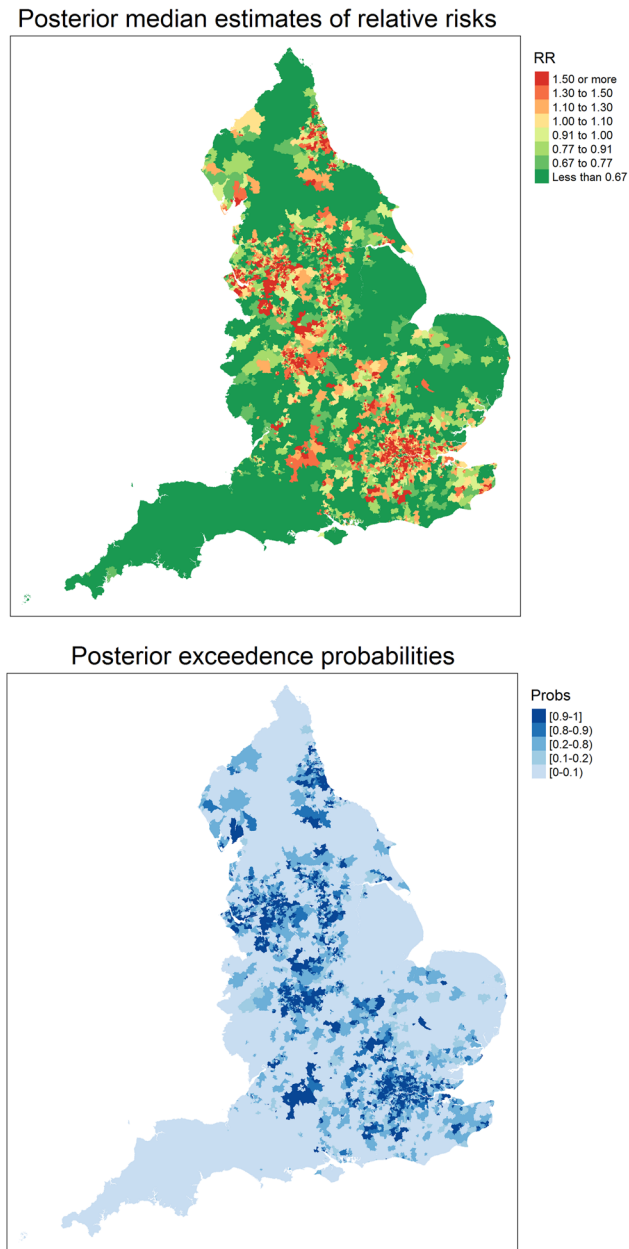 Posterior median estimates of relative risks
RR
1.50 or more
1.30 to 1.50
1.10 to 1.30
1.00 to 1.10
0.91 to 1.00
0.77 to 0.91
0.67 to 0.77
Less than 0.67
Posterior exceedence probabilities
Probs
[0.9-1]
[0.8-0.9)
[0.2-0.8)
[0.1-0.2)
[0-0.1)